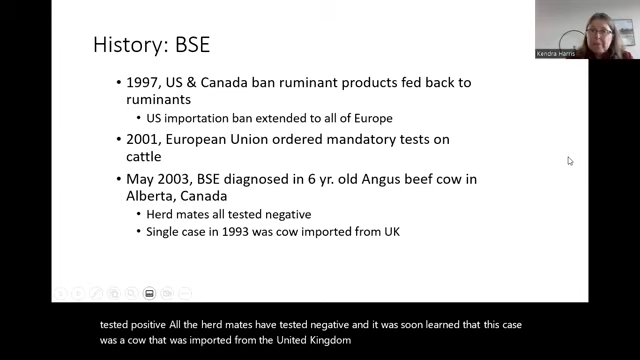 History: BSE
Kendra Harris
• 1997, US & Canada ban ruminant products fed back to
ruminants
• US importation ban extended to all of Europe
• 2001, European Union ordered mandatory tests on
cattle
• May 2003, BSE diagnosed in 6 yr. old Angus beef cow in
Alberta, Canada
• Herd mates all tested negative
• Single case in 1993 was cow imported from UK
tested positive All the herd mates have tested negative and it was soon learned that this case
was a cow that was imported from the United Kingdom